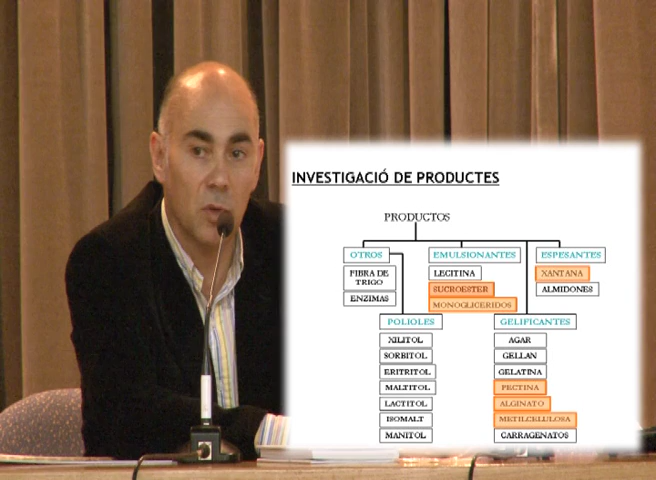 INVESTIGACIÓ DE PRODUCTES
PRODUCTOS
OTROS
FIBRA DE
TRIGO
ENZIMAS
EMULSIONANTES
LECITINA
SUCROESTER
MONOGLICERIDOS
ESPESANTES
XANTANA
ALMIDONES
POLIOLES
XILITOL
SORBITOL
ERITRITOL
MALTITOL
LACTITOL
ISOMALT
MANITOL
GELIFICANTES
AGAR
GELLAN
GELATINA
PECTINA
ALGINATO
METILCELULOSA
CARRAGENATOS